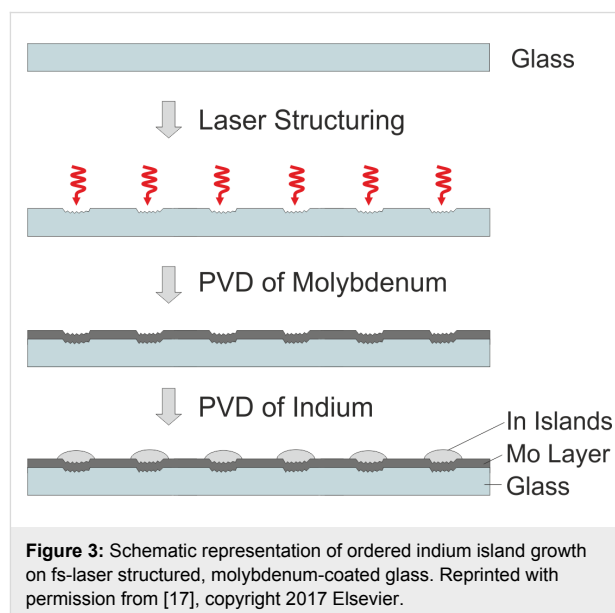 Glass
Laser Structuring
PVD of Molybdenum
PVD of Indium
In Islands
Mo Layer
Glass
Figure 3: Schematic representation of ordered indium island growth
on fs-laser structured, molybdenum-coated glass. Reprinted with
permission from [17], copyright 2017 Elsevier.